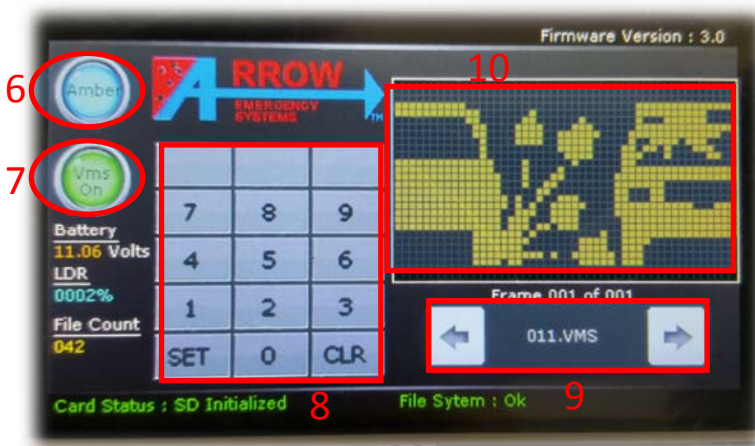 Firmware Version : 3.0
6
Amber
ARROW
EMERGENCY
SYSTEMS
TM
10
7
Vms
On
7 8 9
4 5 6
1 2 3
SET 0 CLR
8
Battery
11.06 Volts
LDR
0002%
File Count
042
Frame 001 of 001
011.VMS
9
Card Status : SD Initialized
File Sytem : Ok